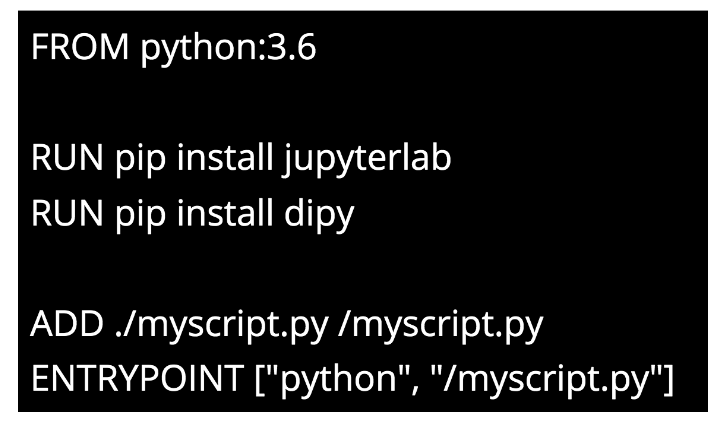 FROM python:3.6
RUN pip install jupyterlab
RUN pip install dipy
ADD ./myscript.py /myscript.py
ENTRYPOINT ["python", "/myscript.py"]